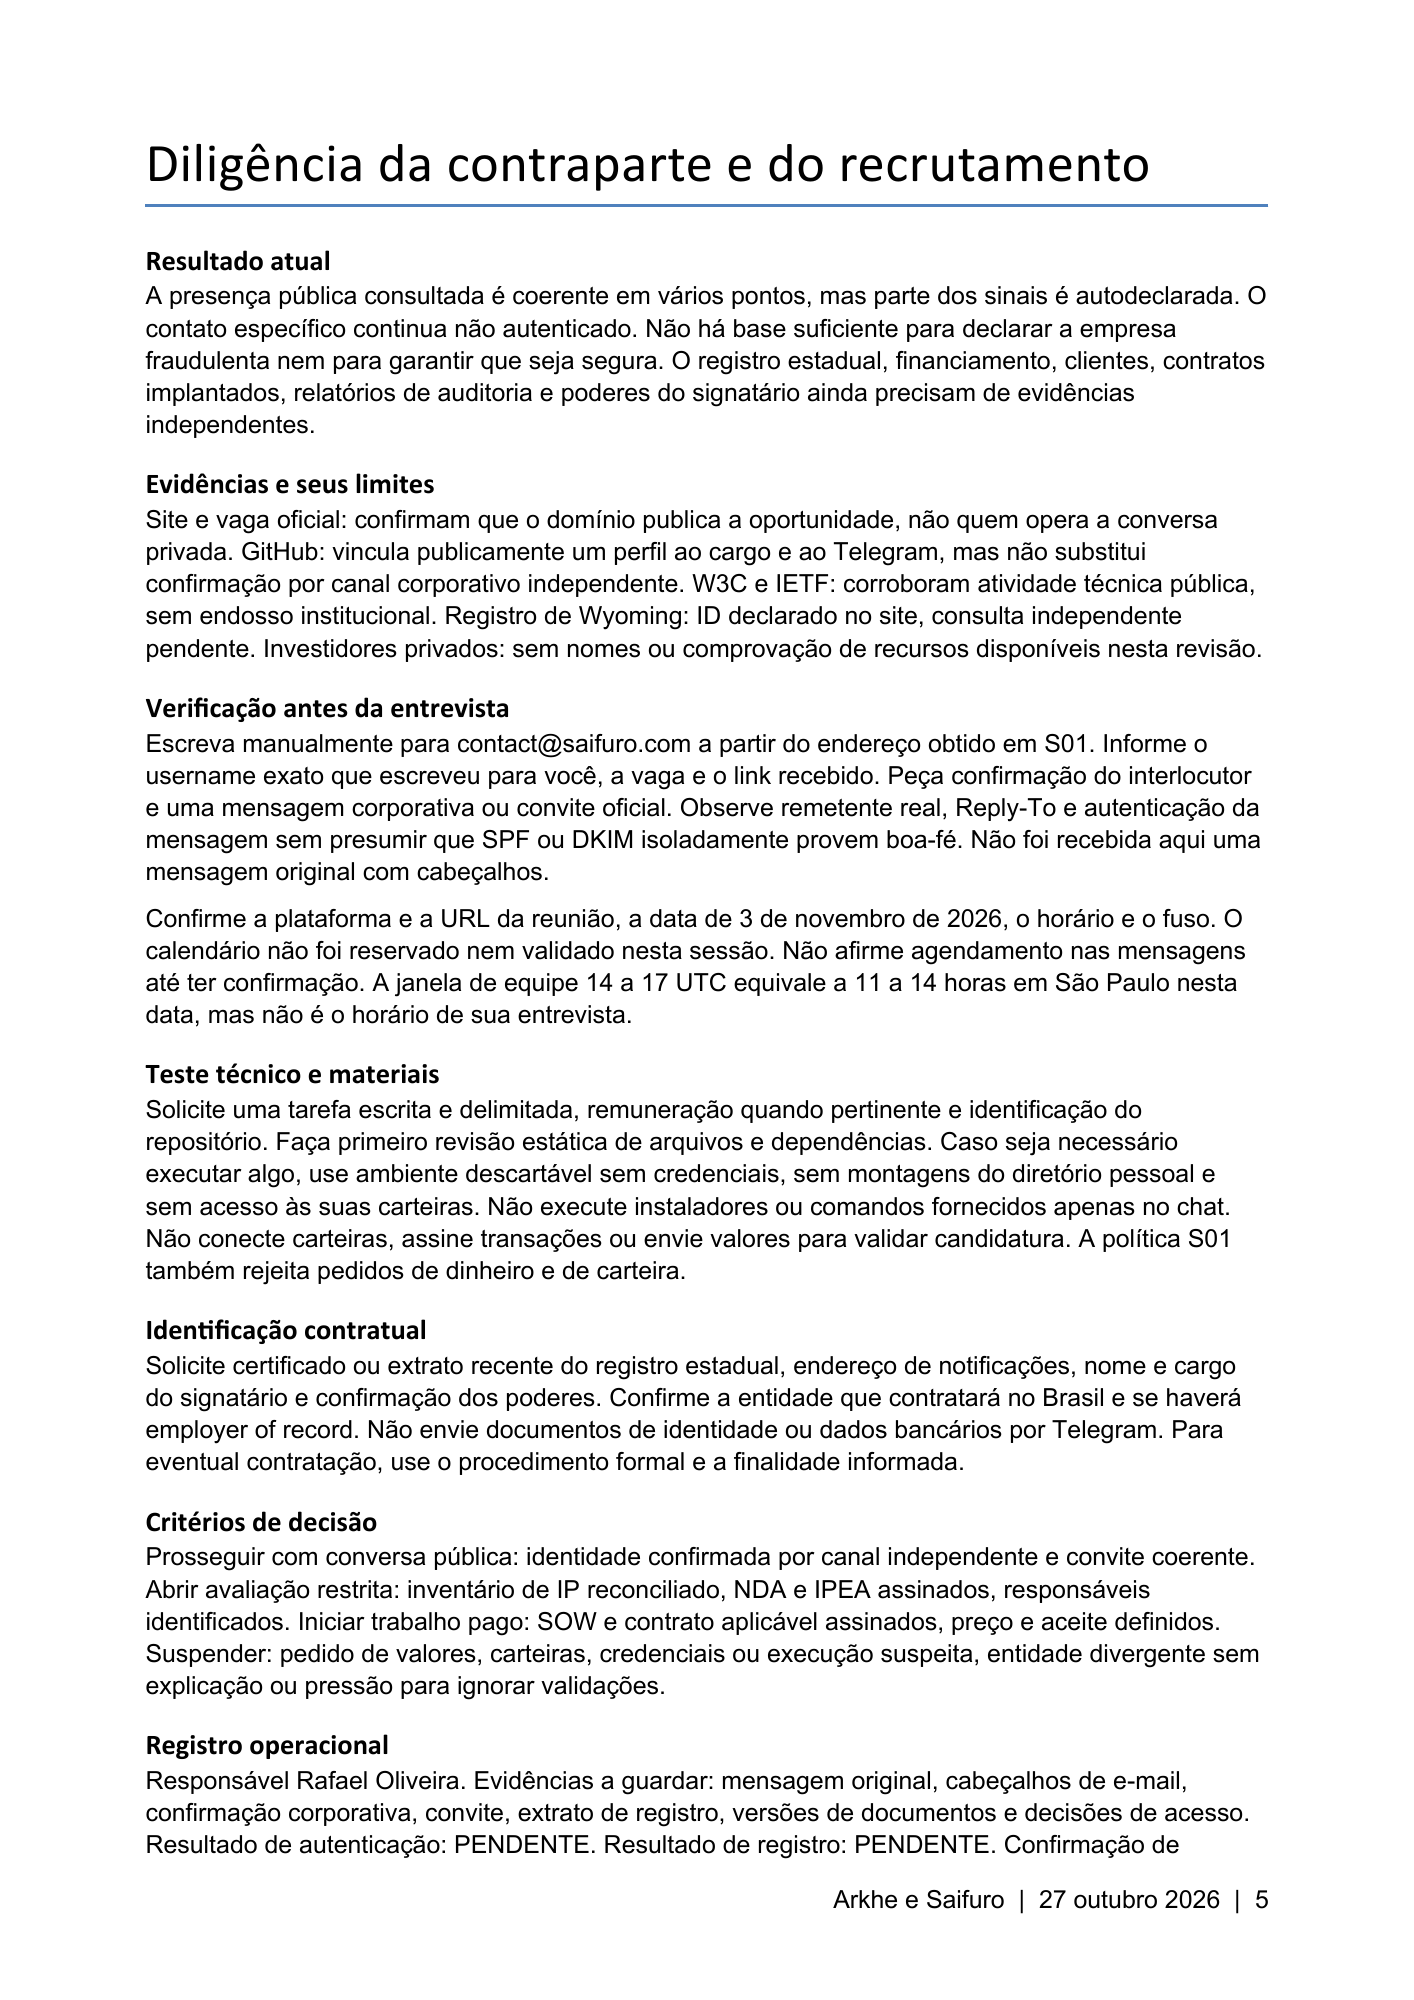 Diligência da contraparte e do recrutamento
Resultado atual
A presença pública consultada é coerente em vários pontos, mas parte dos sinais é autodeclarada. O
contato específico continua não autenticado. Não há base suficiente para declarar a empresa
fraudulenta nem para garantir que seja segura. O registro estadual, financiamento, clientes, contratos
implantados, relatórios de auditoria e poderes do signatário ainda precisam de evidências
independentes.
Evidências e seus limites
Site e vaga oficial: confirmam que o domínio publica a oportunidade, não quem opera a conversa
privada. GitHub: vincula publicamente um perfil ao cargo e ao Telegram, mas não substitui
confirmação por canal corporativo independente. W3C e IETF: corroboram atividade técnica pública,
sem endosso institucional. Registro de Wyoming: ID declarado no site, consulta independente
pendente. Investidores privados: sem nomes ou comprovação de recursos disponíveis nesta revisão.
Verificação antes da entrevista
Escreva manualmente para contact@saifuro.com a partir do endereço obtido em S01. Informe o
username exato que escreveu para você, a vaga e o link recebido. Peça confirmação do interlocutor
e uma mensagem corporativa ou convite oficial. Observe remetente real, Reply-To e autenticação da
mensagem sem presumir que SPF ou DKIM isoladamente provem boa-fé. Não foi recebida aqui uma
mensagem original com cabeçalhos.
Confirme a plataforma e a URL da reunião, a data de 3 de novembro de 2026, o horário e o fuso. O
calendário não foi reservado nem validado nesta sessão. Não afirme agendamento nas mensagens
até ter confirmação. A janela de equipe 14 a 17 UTC equivale a 11 a 14 horas em São Paulo nesta
data, mas não é o horário de sua entrevista.
Teste técnico e materiais
Solicite uma tarefa escrita e delimitada, remuneração quando pertinente e identificação do
repositório. Faça primeiro revisão estática de arquivos e dependências. Caso seja necessário
executar algo, use ambiente descartável sem credenciais, sem montagens do diretório pessoal e
sem acesso às suas carteiras. Não execute instaladores ou comandos fornecidos apenas no chat.
Não conecte carteiras, assine transações ou envie valores para validar candidatura. A política S01
também rejeita pedidos de dinheiro e de carteira.
Identificação contratual
Solicite certificado ou extrato recente do registro estadual, endereço de notificações, nome e cargo
do signatário e confirmação dos poderes. Confirme a entidade que contratará no Brasil e se haverá
employer of record. Não envie documentos de identidade ou dados bancários por Telegram. Para
eventual contratação, use o procedimento formal e a finalidade informada.
Critérios de decisão
Prosseguir com conversa pública: identidade confirmada por canal independente e convite coerente.
Abrir avaliação restrita: inventário de IP reconciliado, NDA e IPEA assinados, responsáveis
identificados. Iniciar trabalho pago: SOW e contrato aplicável assinados, preço e aceite definidos.
Suspender: pedido de valores, carteiras, credenciais ou execução suspeita, entidade divergente sem
explicação ou pressão para ignorar validações.
Registro operacional
Responsável Rafael Oliveira. Evidências a guardar: mensagem original, cabeçalhos de e-mail,
confirmação corporativa, convite, extrato de registro, versões de documentos e decisões de acesso.
Resultado de autenticação: PENDENTE. Resultado de registro: PENDENTE. Confirmação de
Arkhe e Saifuro | 27 outubro 2026 | 5